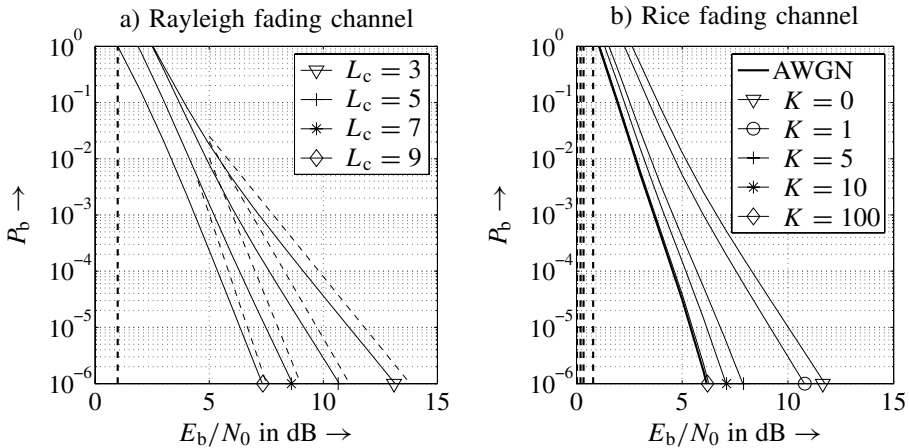 a) Rayleigh fading channel
10^0
10^-1
10^-2
10^-3
10^-4
10^-5
10^-6
P_b →
L_c = 3
L_c = 5
L_c = 7
L_c = 9
0
5
10
15
E_b/N_0 in dB →
b) Rice fading channel
10^0
10^-1
10^-2
10^-3
10^-4
10^-5
10^-6
P_b →
AWGN
K = 0
K = 1
K = 5
K = 10
K = 100
0
5
10
15
E_b/N_0 in dB →